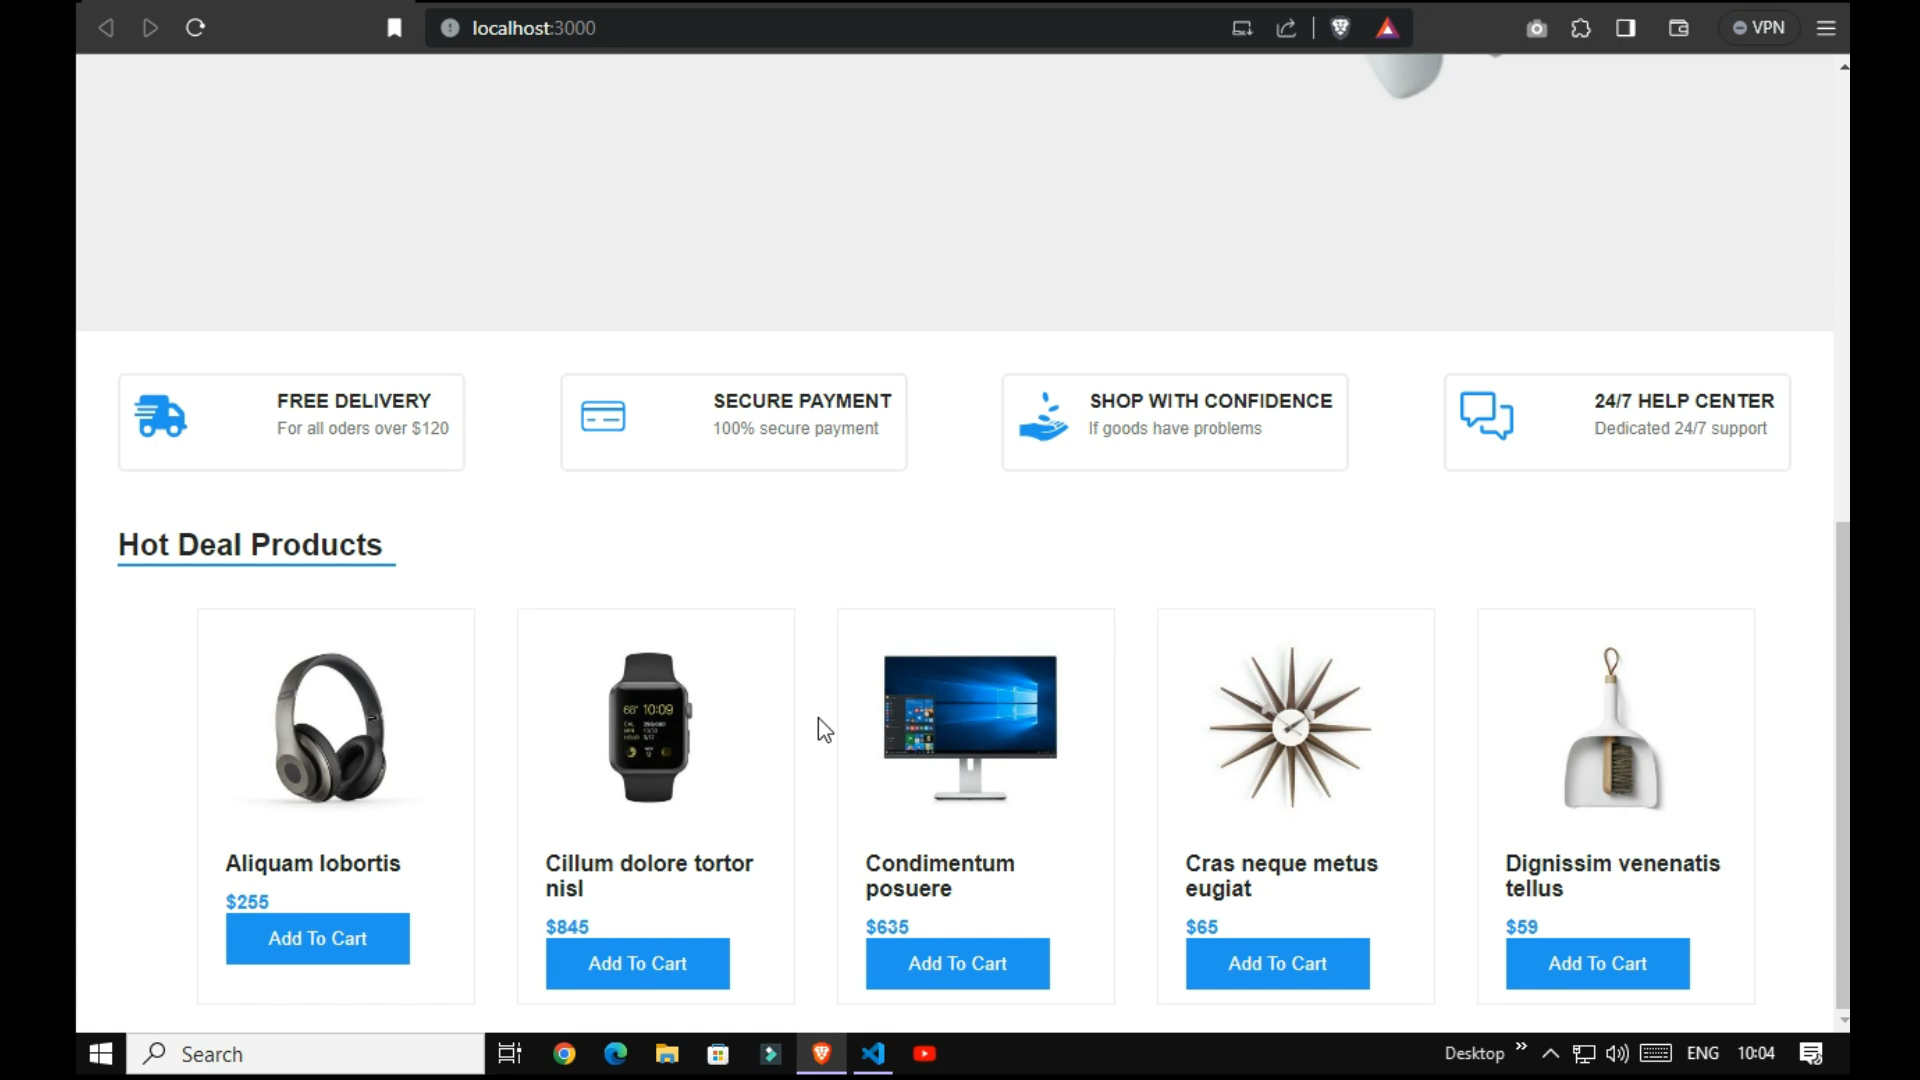 localhost:3000
VPN
FREE DELIVERY
For all oders over $120
SECURE PAYMENT
100% secure payment
SHOP WITH CONFIDENCE
If goods have problems
24/7 HELP CENTER
Dedicated 24/7 support
Hot Deal Products
68° 10:09
Aliquam lobortis
$255
Add To Cart
Cillum dolore tortor
nisl
$845
Add To Cart
Condimentum
posuere
$635
Add To Cart
Cras neque metus
eugiat
$65
Add To Cart
Dignissim venenatis
tellus
$59
Add To Cart
Search
Desktop
ENG
10:04